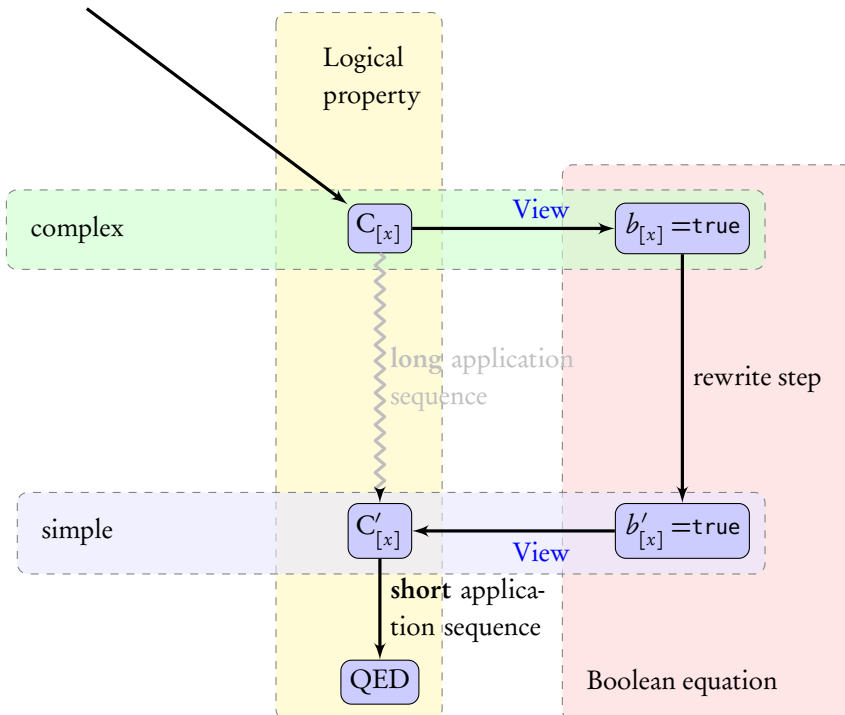 Logical
property
complex
C[x]
View
b[x] =true
long application
sequence
rewrite step
simple
C′[x]
View
b′[x] =true
short applica-
tion sequence
QED
Boolean equation